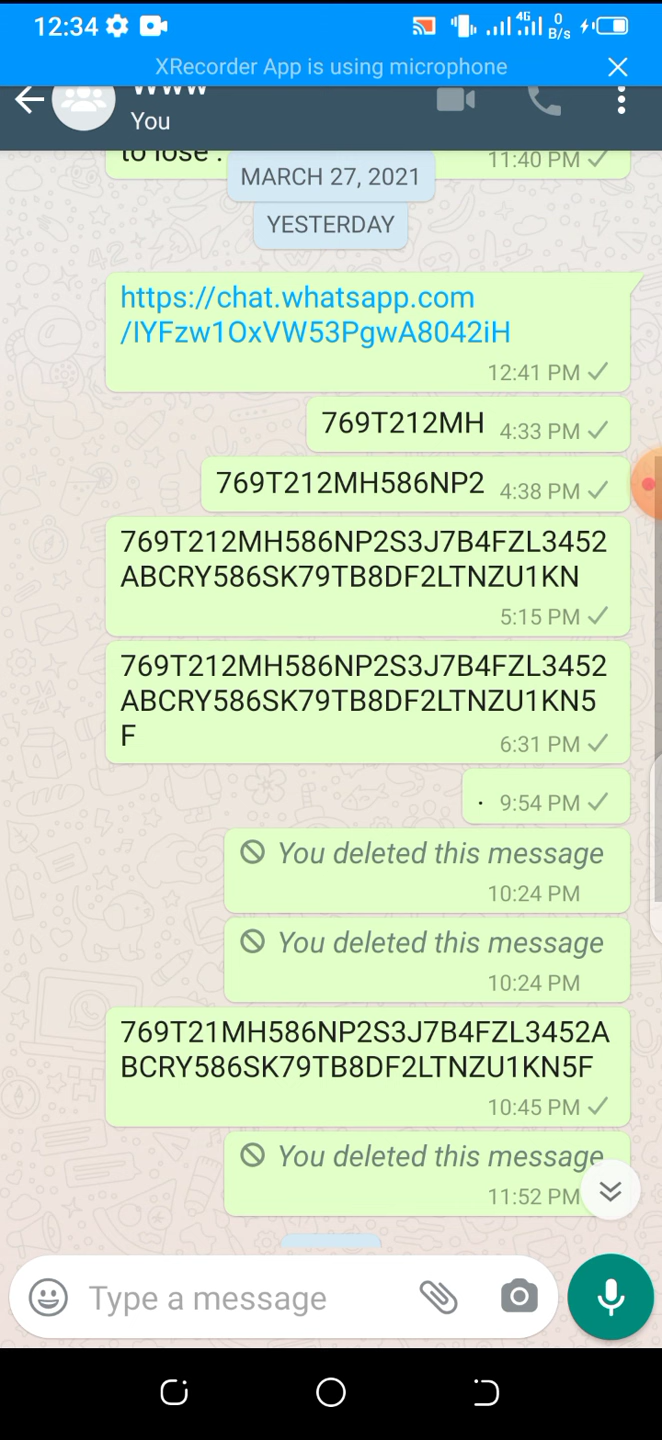 12:34
4G 0 B/s
XRecorder App is using microphone
You
11:40 PM
MARCH 27, 2021
YESTERDAY
https://chat.whatsapp.com
/IYFzw1OxVW53PgwA8042iH
12:41 PM
769T212MH 4:33 PM
769T212MH586NP2 4:38 PM
769T212MH586NP2S3J7B4FZL3452
ABCRY586SK79TB8DF2LTNZU1KN
5:15 PM
769T212MH586NP2S3J7B4FZL3452
ABCRY586SK79TB8DF2LTNZU1KN5
F 6:31 PM
. 9:54 PM
You deleted this message
10:24 PM
You deleted this message
10:24 PM
769T21MH586NP2S3J7B4FZL3452A
BCRY586SK79TB8DF2LTNZU1KN5F
10:45 PM
You deleted this message
11:52 PM
Type a message